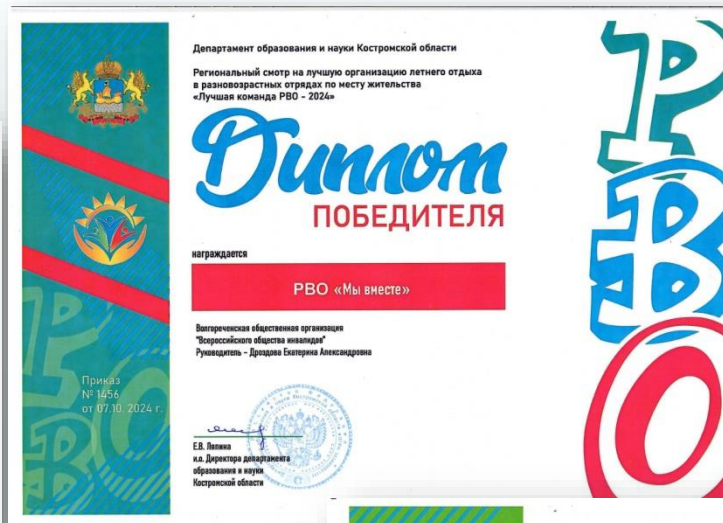 Департамент образования и науки Костромской области
Региональный смотр на лучшую организацию летнего отдыха
в разновозрастных отрядах по месту жительства
«Лучшая команда РВО - 2024»
Диплом
ПОБЕДИТЕЛЯ
награждается
РВО «Мы вместе»
Волгореченская общественная организация
"Всероссийского общества инвалидов"
Руководитель – Дроздова Екатерина Александровна
Приказ
№ 1456
от 07.10. 2024 г.
Е.В. Ляпина
и.о. Директора департамента
образования и науки
Костромской области
Р
В
О
РВО